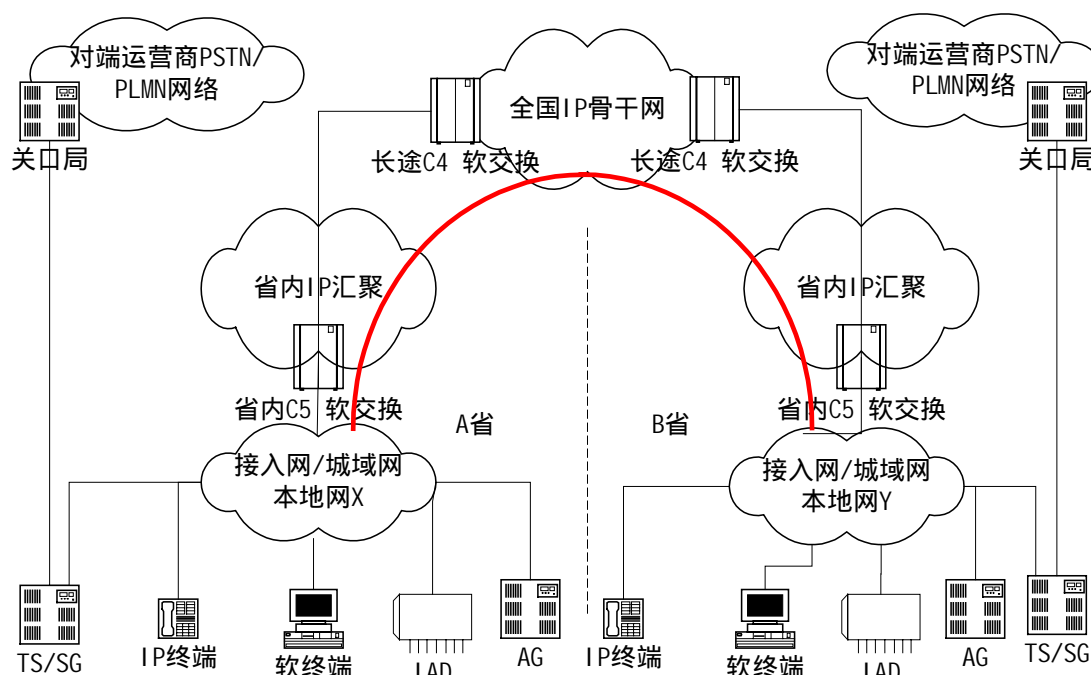 对端运营商PSTN/
PLMN网络
对端运营商PSTN/
PLMN网络
全国IP骨干网
关口局
长途C4 软交换
长途C4 软交换
关口局
省内IP汇聚
省内IP汇聚
省内C5 软交换
省内C5 软交换
A省
B省
接入网/城域网
本地网X
接入网/城域网
本地网Y
TS/SG
IP终端
软终端
IAD
AG
IP终端
软终端
IAD
AG
TS/SG